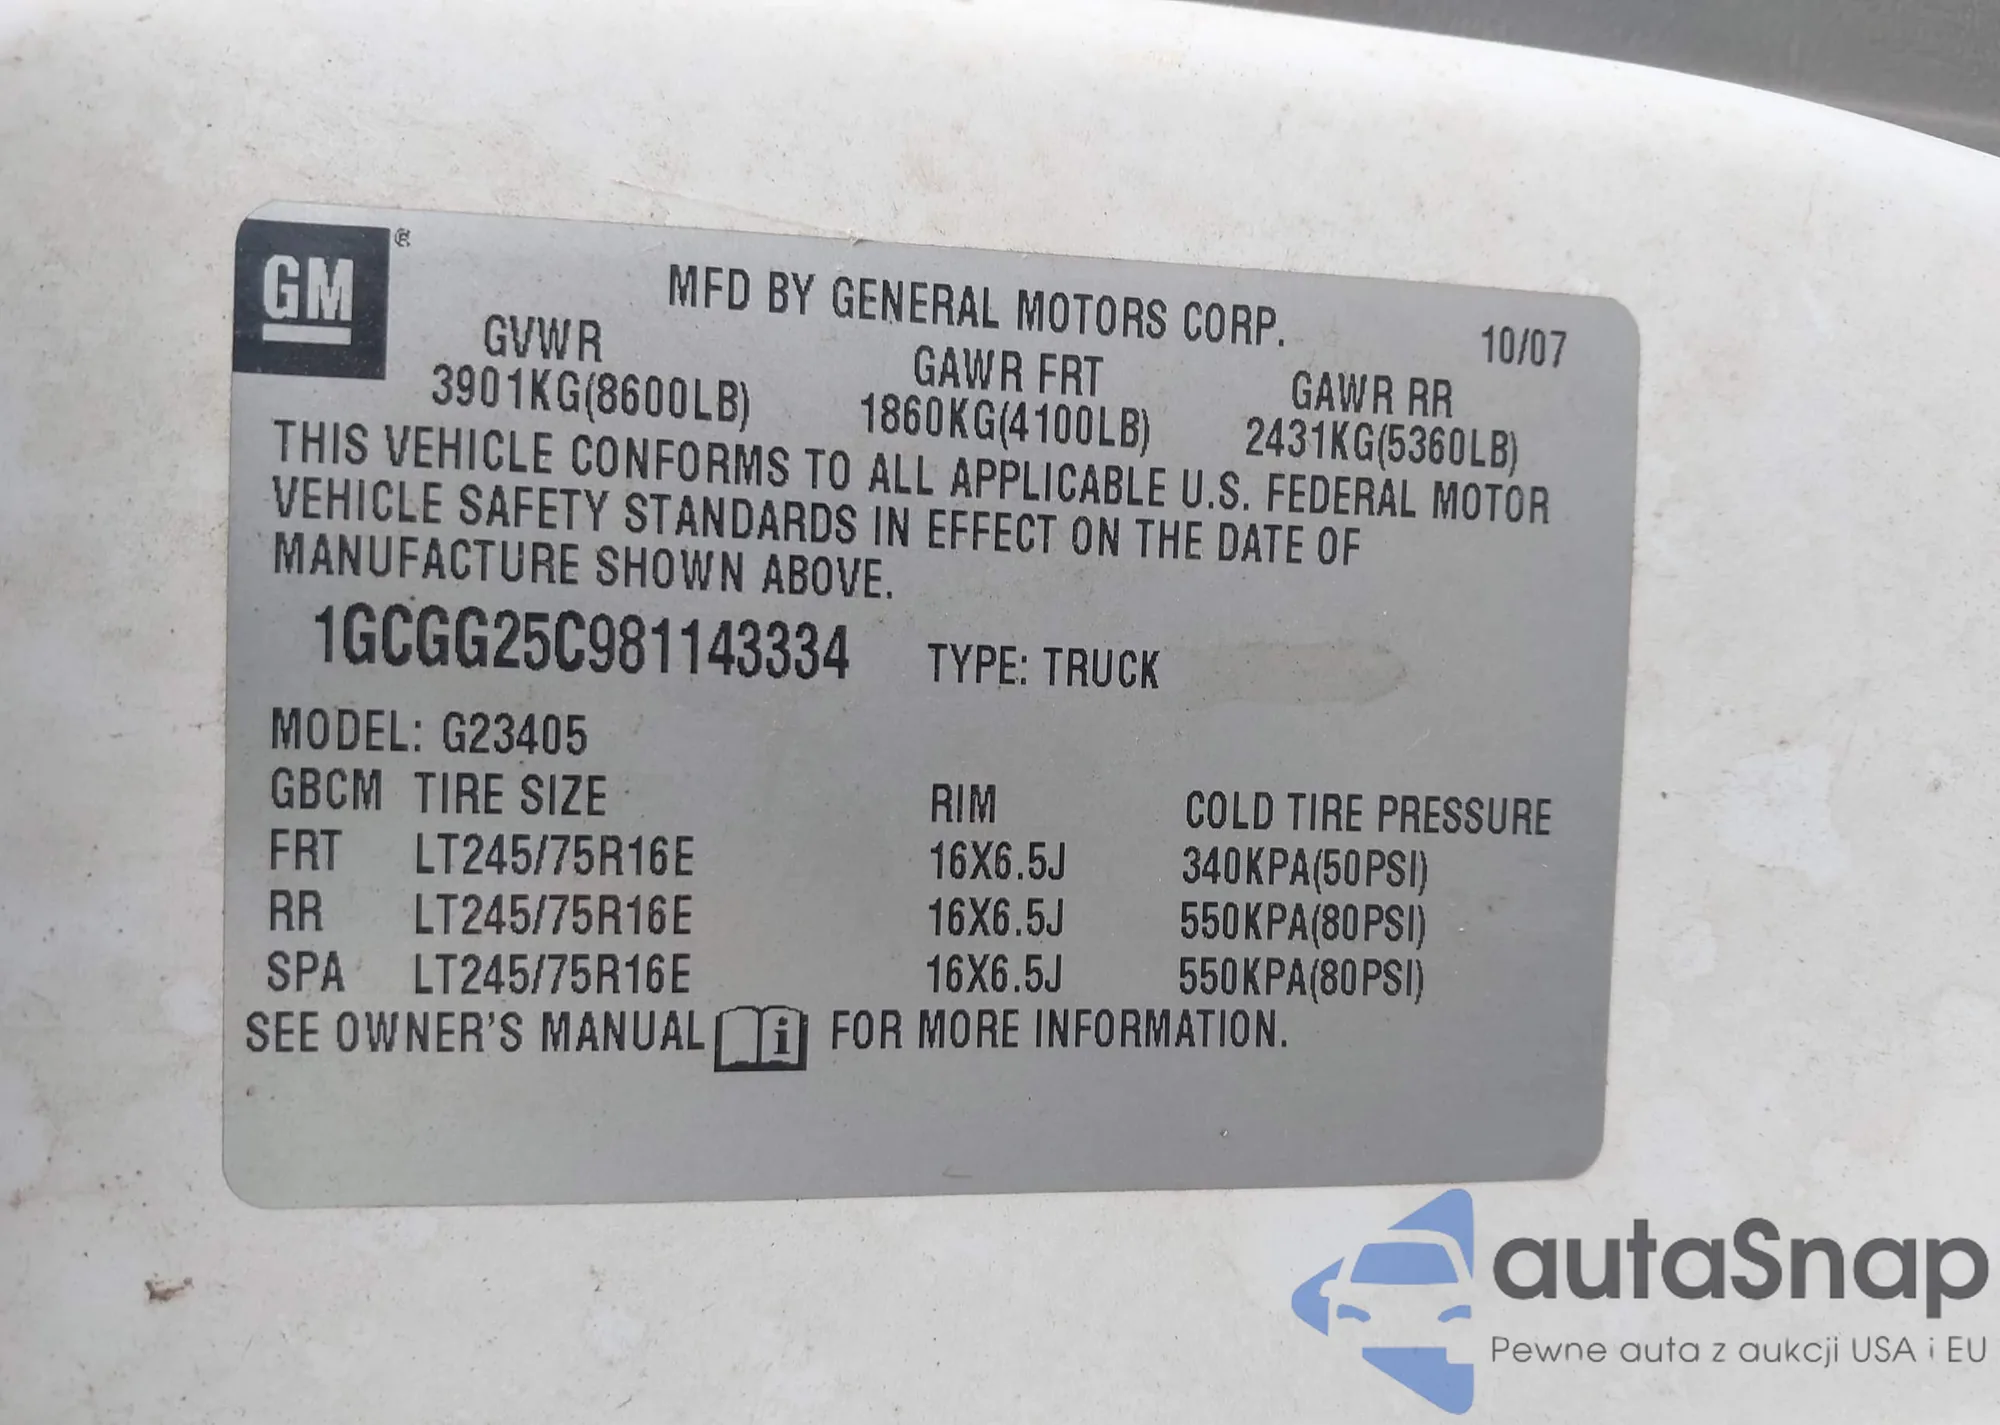 GM®
MFD BY GENERAL MOTORS CORP.
10/07
GVWR GAWR FRT GAWR RR
3901KG(8600LB) 1860KG(4100LB) 2431KG(5360LB)
THIS VEHICLE CONFORMS TO ALL APPLICABLE U.S. FEDERAL MOTOR
VEHICLE SAFETY STANDARDS IN EFFECT ON THE DATE OF
MANUFACTURE SHOWN ABOVE.
1GCGG25C981143334 TYPE: TRUCK
MODEL: G23405
GBCM TIRE SIZE RIM COLD TIRE PRESSURE
FRT LT245/75R16E 16X6.5J 340KPA(50PSI)
RR LT245/75R16E 16X6.5J 550KPA(80PSI)
SPA LT245/75R16E 16X6.5J 550KPA(80PSI)
SEE OWNER'S MANUAL i FOR MORE INFORMATION.
autaSnap
Pewne auta z aukcji USA i EU